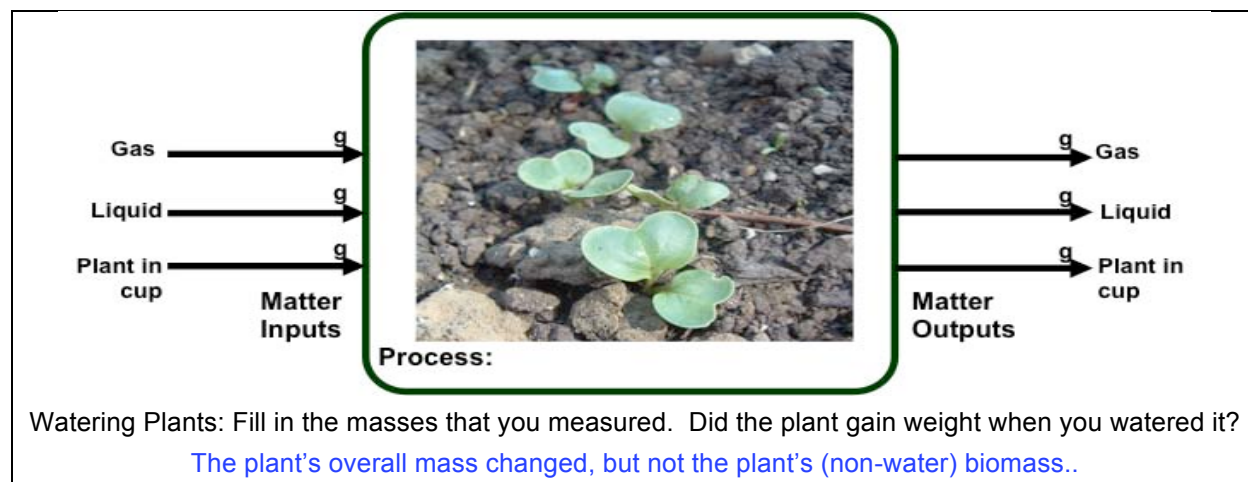 g
Gas
g
Liquid
g
Plant in
cup
Matter
Inputs
Process:
g
Gas
g
Liquid
g
Plant in
cup
Matter
Outputs
Watering Plants: Fill in the masses that you measured.  Did the plant gain weight when you watered it?
The plant’s overall mass changed, but not the plant’s (non-water) biomass..